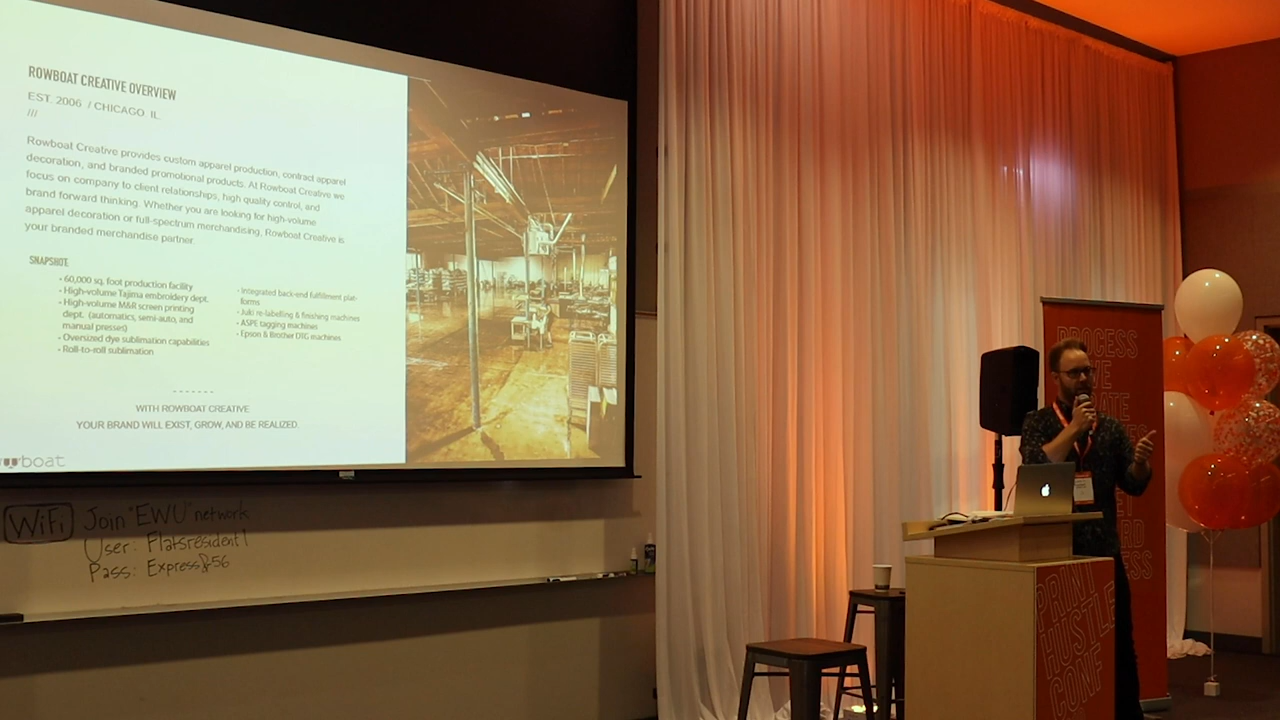 ROWBOAT CREATIVE OVERVIEW
EST. 2006 / CHICAGO IL
///
Rowboat Creative provides custom apparel production, contract apparel
decoration, and branded promotional products. At Rowboat Creative we
focus on company to client relationships, high quality control, and
brand forward thinking. Whether you are looking for high-volume
apparel decoration or full-spectrum merchandising, Rowboat Creative is
your branded merchandise partner.
SNAPSHOT
- 60,000 sq. foot production facility
- High-volume Tajima embroidery dept.
- High-volume M&R screen printing
dept. (automatics, semi-auto, and
manual presses)
- Oversized dye sublimation capabilities
- Roll-to-roll sublimation
- Integrated back-end fulfillment plat-
forms
- Juki re-labelling & finishing machines
- ASPE tagging machines
- Epson & Brother DTG machines
-------
WITH ROWBOAT CREATIVE
YOUR BRAND WILL EXIST, GROW, AND BE REALIZED.
boat
WiFi Join "EWU" network
User: Flatsresident1
Pass: Express&56
PROCESS
PRINT
HUSTLE
CONF